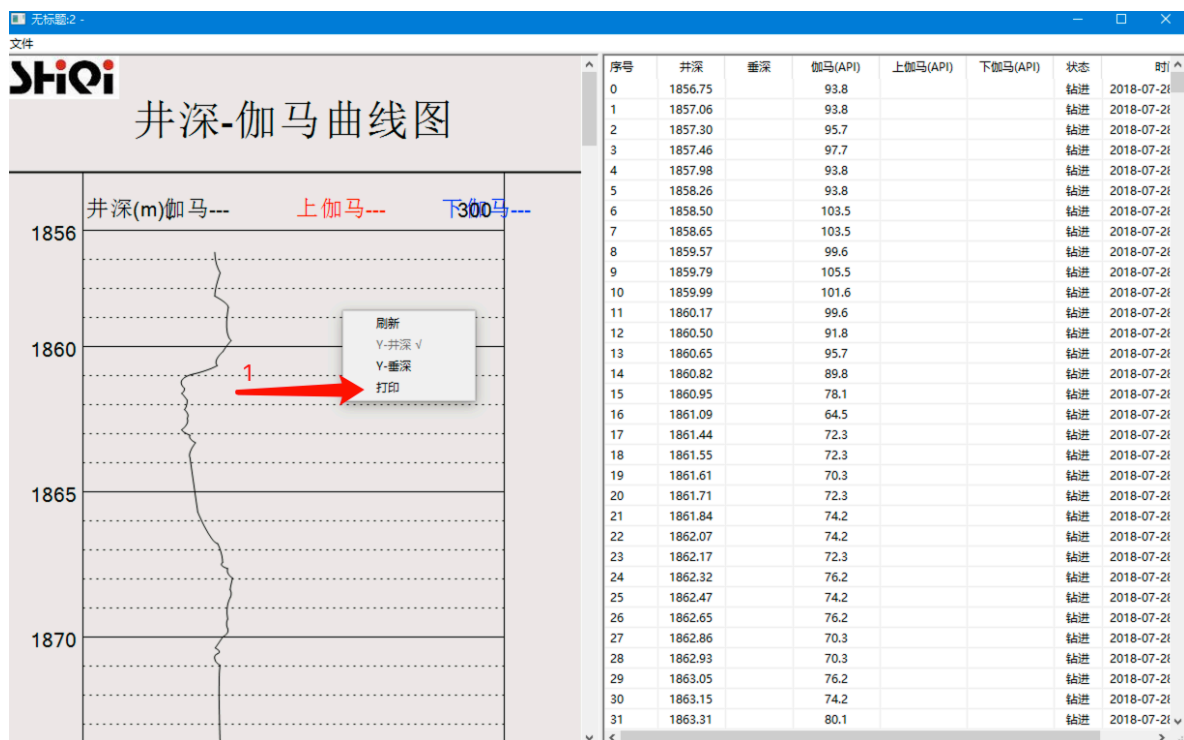 无标题:2 -
文件
SHiQi
井深-伽马曲线图
井深(m)伽马--- 上伽马--- 下伽马---
300
1856
1860
1865
1870
刷新
Y-井深 √
Y-垂深
打印
1
序号 井深 垂深 伽马(API) 上伽马(API) 下伽马(API) 状态
0 1856.75 93.8 钻进 2018-07-28
1 1857.06 93.8 钻进 2018-07-28
2 1857.30 95.7 钻进 2018-07-28
3 1857.46 97.7 钻进 2018-07-28
4 1857.98 93.8 钻进 2018-07-28
5 1858.26 93.8 钻进 2018-07-28
6 1858.50 103.5 钻进 2018-07-28
7 1858.65 103.5 钻进 2018-07-28
8 1859.57 99.6 钻进 2018-07-28
9 1859.79 105.5 钻进 2018-07-28
10 1859.99 101.6 钻进 2018-07-28
11 1860.17 99.6 钻进 2018-07-28
12 1860.50 91.8 钻进 2018-07-28
13 1860.65 95.7 钻进 2018-07-28
14 1860.82 89.8 钻进 2018-07-28
15 1860.95 78.1 钻进 2018-07-28
16 1861.09 64.5 钻进 2018-07-28
17 1861.44 72.3 钻进 2018-07-28
18 1861.55 72.3 钻进 2018-07-28
19 1861.61 70.3 钻进 2018-07-28
20 1861.71 72.3 钻进 2018-07-28
21 1861.84 74.2 钻进 2018-07-28
22 1862.07 74.2 钻进 2018-07-28
23 1862.17 72.3 钻进 2018-07-28
24 1862.32 76.2 钻进 2018-07-28
25 1862.47 74.2 钻进 2018-07-28
26 1862.65 76.2 钻进 2018-07-28
27 1862.86 70.3 钻进 2018-07-28
28 1862.93 70.3 钻进 2018-07-28
29 1863.05 76.2 钻进 2018-07-28
30 1863.15 74.2 钻进 2018-07-28
31 1863.31 80.1 钻进 2018-07-28